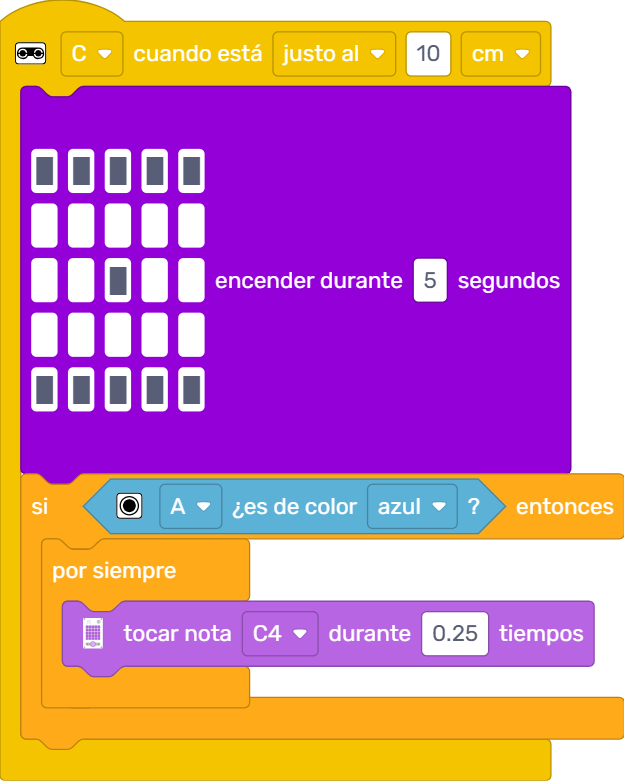 C cuando está justo al 10 cm
encender durante 5 segundos
si A ¿es de color azul ? entonces
por siempre
tocar nota C4 durante 0.25 tiempos